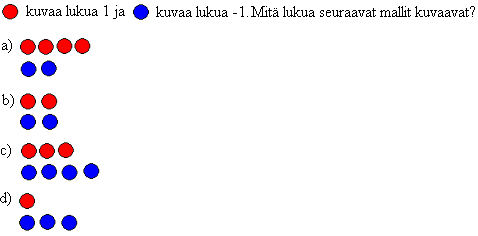 kuvaa lukua 1 ja kuvaa lukua -1. Mitä lukua seuraavat mallit kuvaavat?
a)
b)
c)
d)